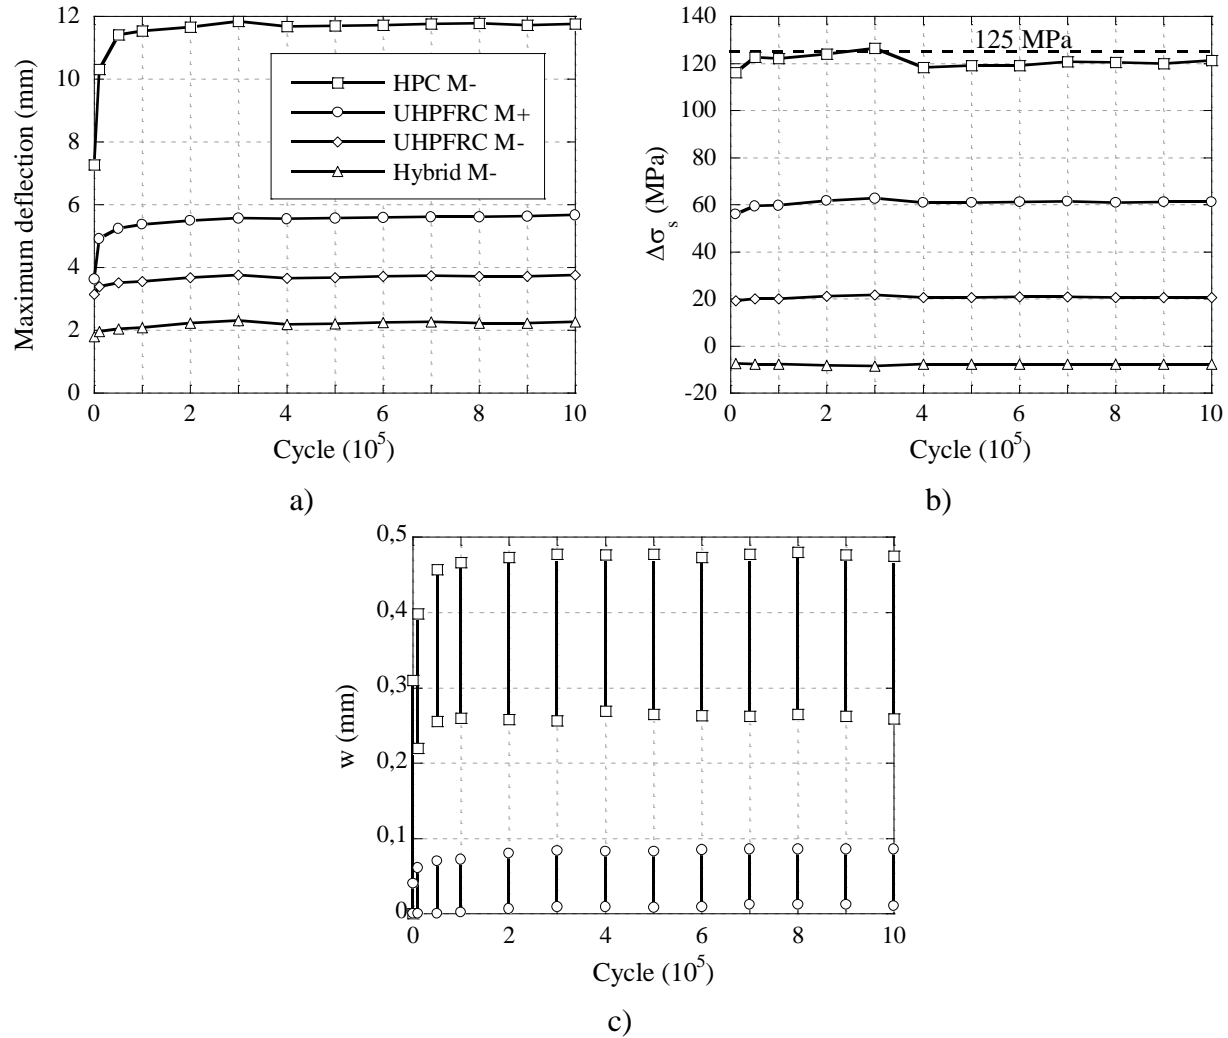 12
10
8
6
4
2
0
Maximum deflection (mm)
HPC M-
UHPFRC M+
UHPFRC M-
Hybrid M-
0 2 4 6 8 10
Cycle (10^5)
a)
140
120
100
80
60
40
20
0
-20
Δσ_s (MPa)
125 MPa
0 2 4 6 8 10
Cycle (10^5)
b)
0,5
0,4
0,3
0,2
0,1
0
w (mm)
0 2 4 6 8 10
Cycle (10^5)
c)